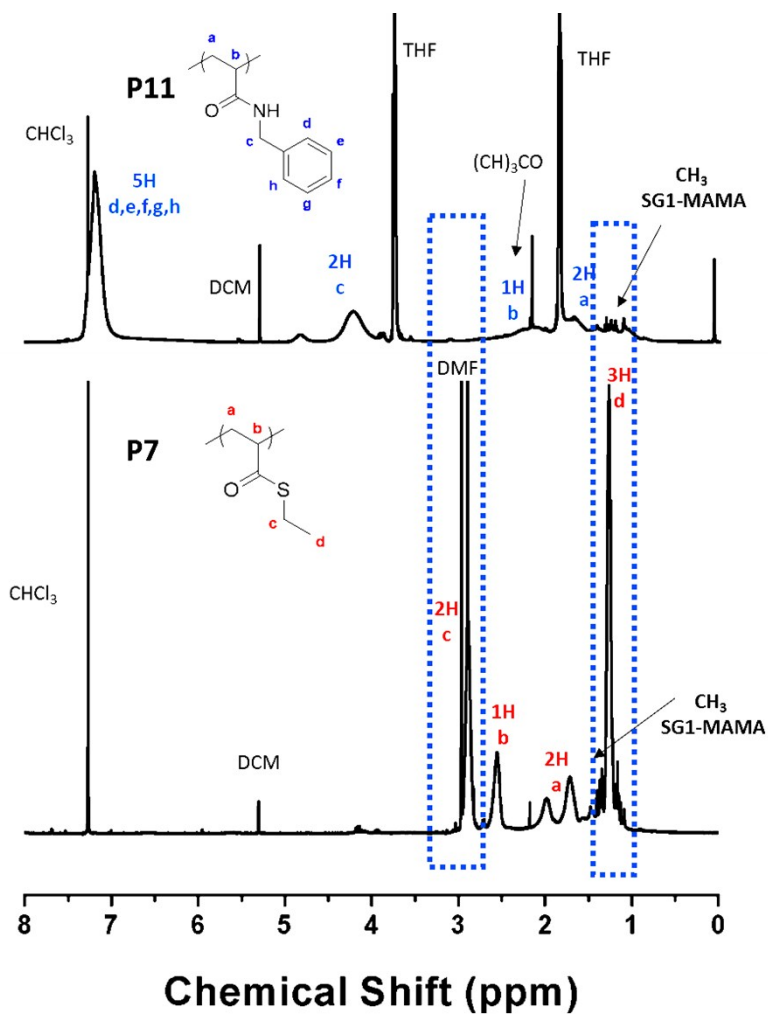 P11
a
b
O
NH
c
d
e
f
g
h
THF
THF
CHCl₃
5H
d,e,f,g,h
DCM
2H
c
(CH)₃CO
1H
b
2H
a
CH₃
SG1-MAMA
DMF
3H
d
P7
a
b
O
S
c
d
CHCl₃
DCM
2H
c
1H
b
2H
a
CH₃
SG1-MAMA
8 7 6 5 4 3 2 1 0
Chemical Shift (ppm)